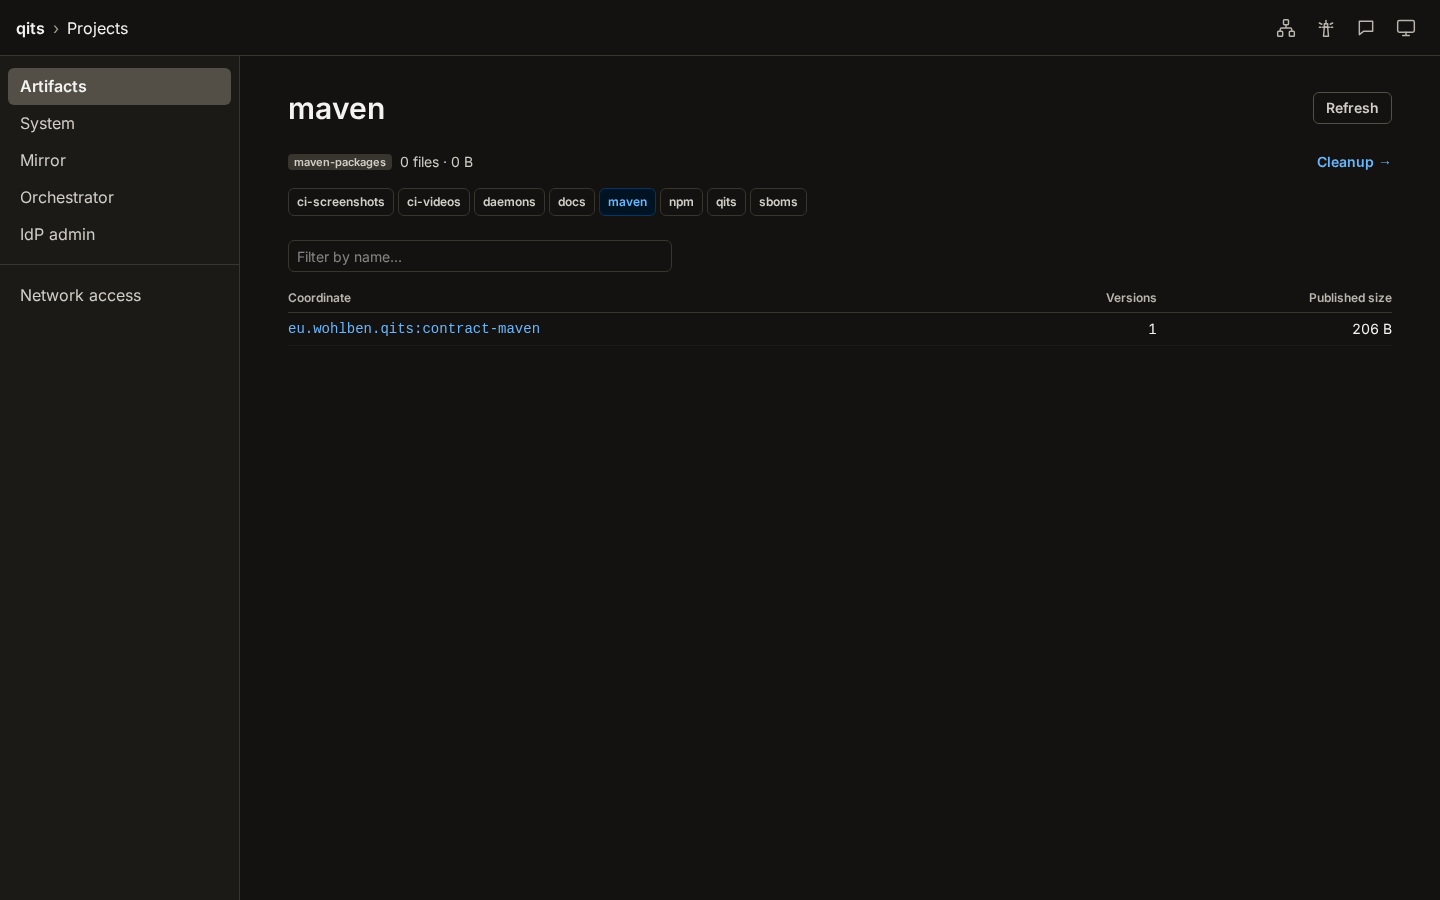 qits › Projects
Artifacts
System
Mirror
Orchestrator
IdP admin
Network access
maven
Refresh
maven-packages 0 files · 0 B
Cleanup →
ci-screenshots ci-videos daemons docs maven npm qits sboms
Filter by name...
Coordinate Versions Published size
eu.wohlben.qits:contract-maven 1 206 B